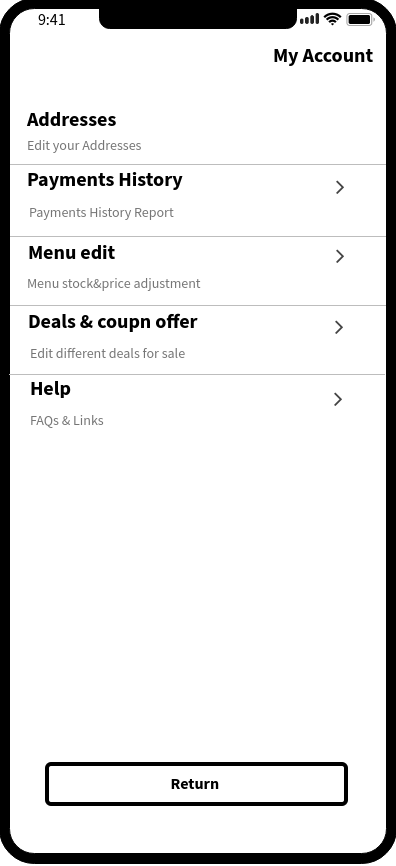 9:41
My Account
Addresses
Edit your Addresses
Payments History
Payments History Report
Menu edit
Menu stock&price adjustment
Deals & coupn offer
Edit different deals for sale
Help
FAQs & Links
Return